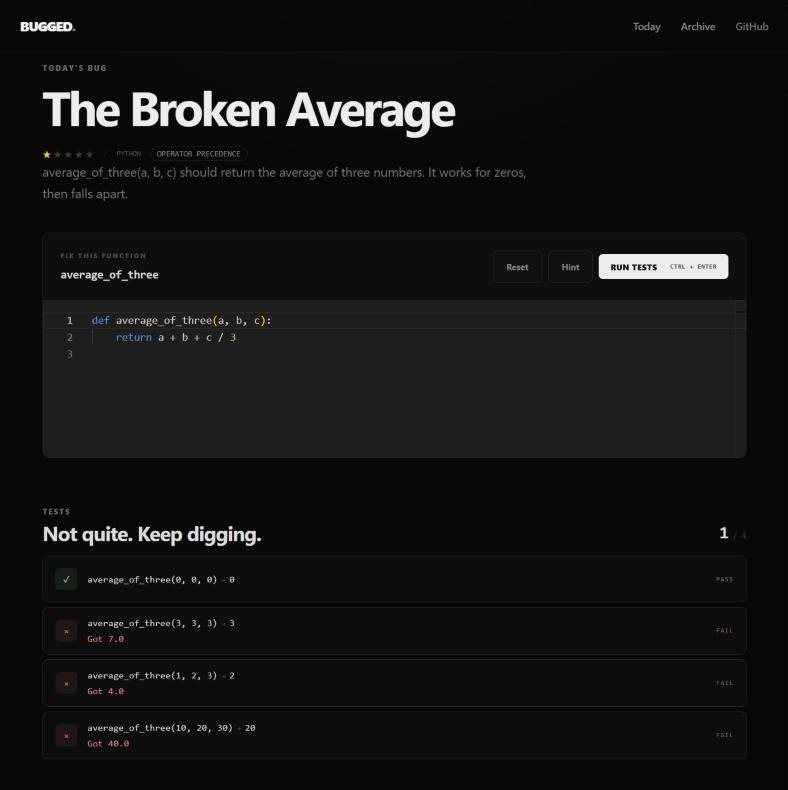 BUGGED.
Today Archive GitHub
TODAY'S BUG
The Broken Average
★★★★★ / PYTHON OPERATOR PRECEDENCE
average_of_three(a, b, c) should return the average of three numbers. It works for zeros,
then falls apart.
FIX THIS FUNCTION
average_of_three
Reset Hint RUN TESTS CTRL + ENTER
1 def average_of_three(a, b, c):
2 return a + b + c / 3
3
TESTS
Not quite. Keep digging.
1 / 4
✓ average_of_three(0, 0, 0) → 0 PASS
× average_of_three(3, 3, 3) → 3 FAIL
Got 7.0
× average_of_three(1, 2, 3) → 2 FAIL
Got 4.0
× average_of_three(10, 20, 30) → 20 FAIL
Got 40.0